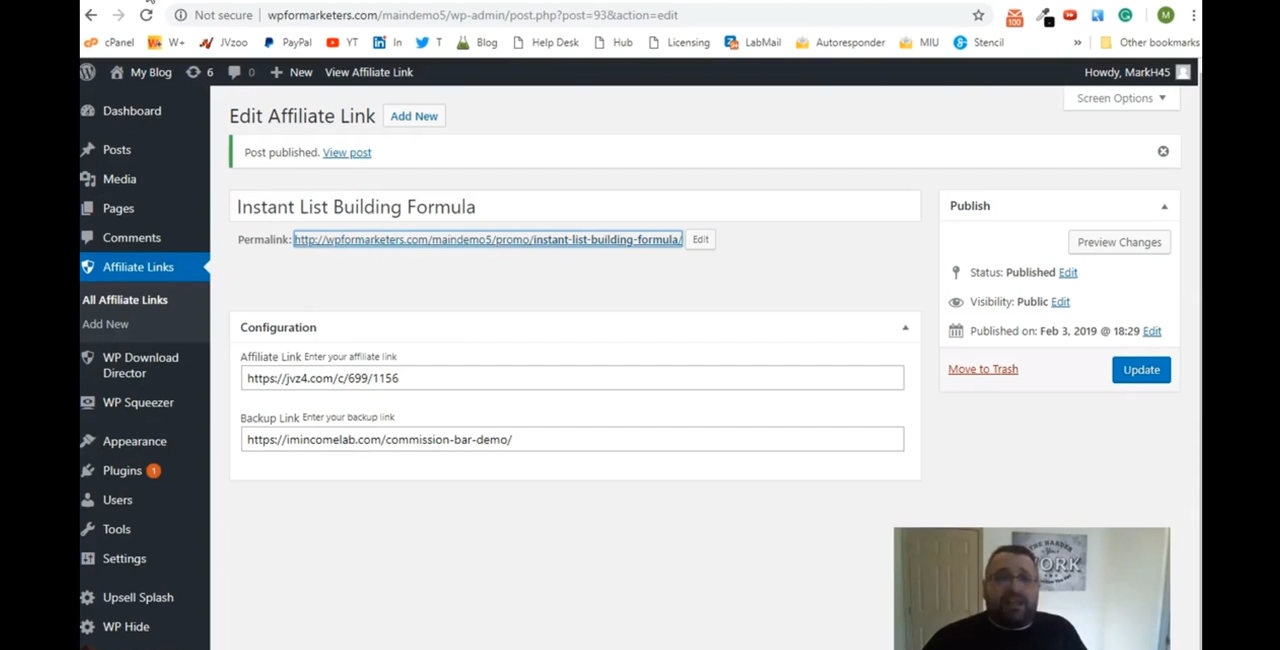 Not secure | wpformarketers.com/maindemo5/wp-admin/post.php?post=93&action=edit
100
M
cPanel W+ JVzoo PayPal YT In T Blog Help Desk Hub Licensing LabMail Autoresponder MIU Stencil » Other bookmarks
My Blog 6 0 + New View Affiliate Link Howdy, MarkH45
Screen Options
Dashboard
Posts
Media
Pages
Comments
Affiliate Links
All Affiliate Links
Add New
WP Download
Director
WP Squeezer
Appearance
Plugins 1
Users
Tools
Settings
Upsell Splash
WP Hide
Edit Affiliate Link Add New
Post published. View post
Instant List Building Formula
Permalink: http://wpformarketers.com/maindemo5/promo/instant-list-building-formula/ Edit
Configuration
Affiliate Link Enter your affiliate link
https://jvz4.com/c/699/1156
Backup Link Enter your backup link
https://imincomelab.com/commission-bar-demo/
Publish
Preview Changes
Status: Published Edit
Visibility: Public Edit
Published on: Feb 3, 2019 @ 18:29 Edit
Move to Trash Update
THE HARDER
You
WORK